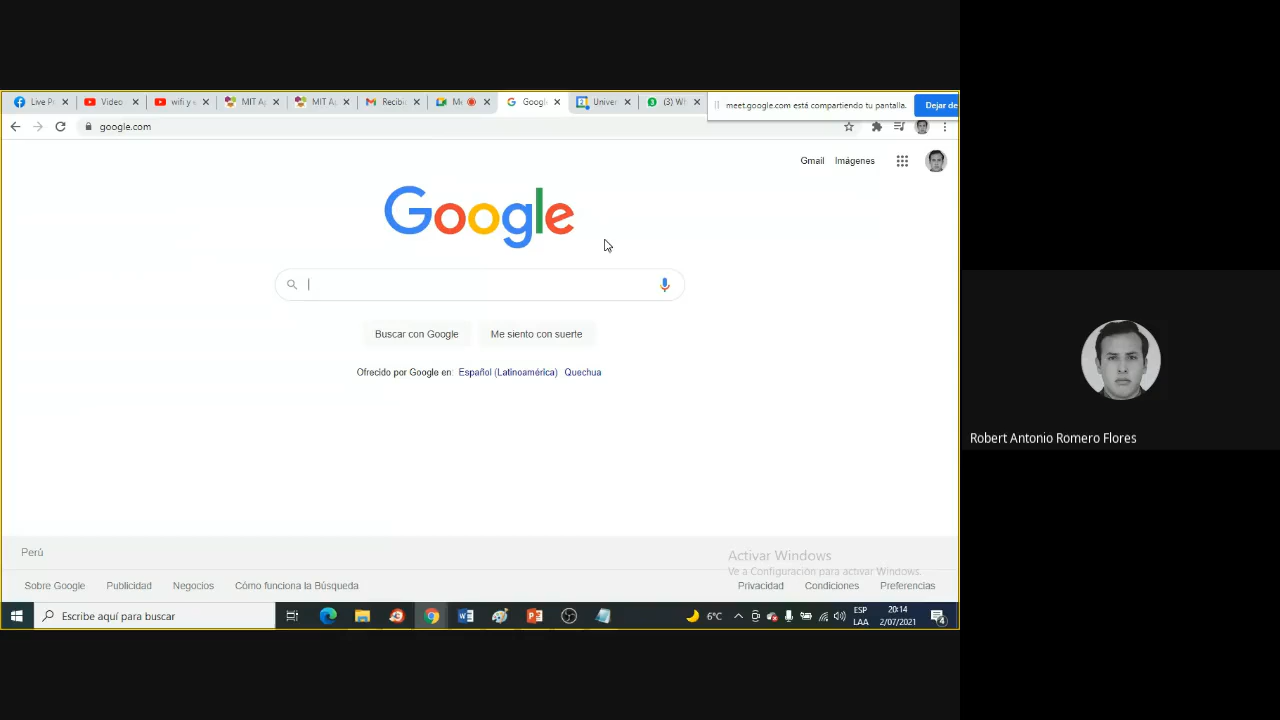 Live P
Video
wifi y s
MIT A
MIT A
Recibi
Me
Googl
Univer
(3) W
meet.google.com está compartiendo tu pantalla.
Dejar de
google.com
Gmail
Imágenes
Google
Buscar con Google
Me siento con suerte
Ofrecido por Google en: Español (Latinoamérica) Quechua
Robert Antonio Romero Flores
Perú
Activar Windows
Ve a Configuración para activar Windows.
Sobre Google
Publicidad
Negocios
Cómo funciona la Búsqueda
Privacidad
Condiciones
Preferencias
Escribe aquí para buscar
6°C
ESP
LAA
20:14
2/07/2021
4